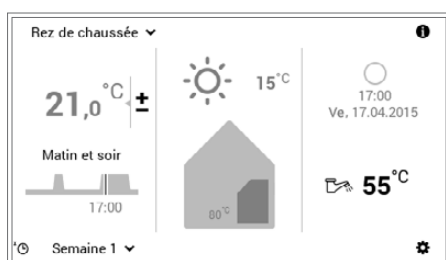 Rez de chaussée
21,0 °C ±
Matin et soir
17:00
Semaine 1
15°C
80°C
17:00
Ve, 17.04.2015
55°C